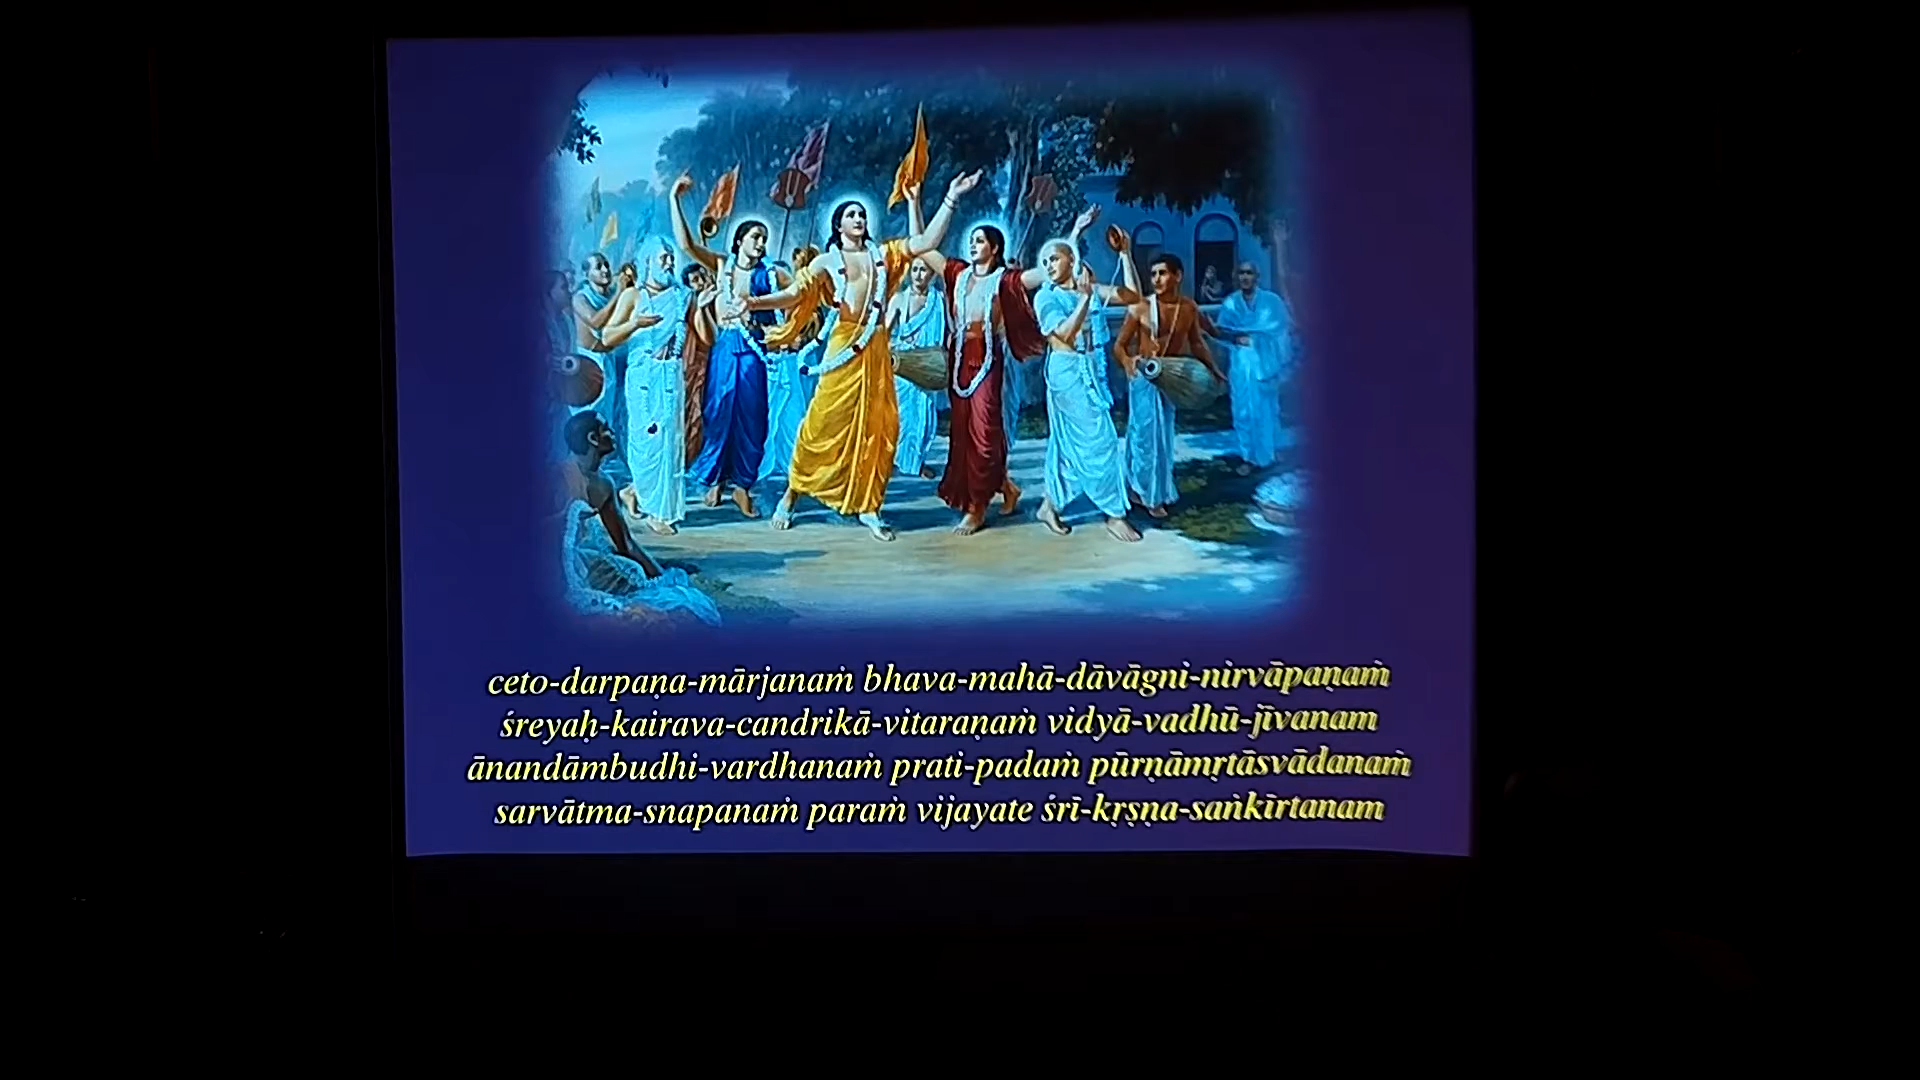 ceto-darpaṇa-mārjanaṁ bhava-mahā-dāvāgni-nirvāpaṇaṁ
śreyaḥ-kairava-candrikā-vitaraṇaṁ vidyā-vadhū-jīvanam
ānandāmbudhi-vardhanaṁ prati-padaṁ pūrṇāmṛtāsvādanaṁ
sarvātma-snapanaṁ paraṁ vijayate śrī-kṛṣṇa-saṅkīrtanam